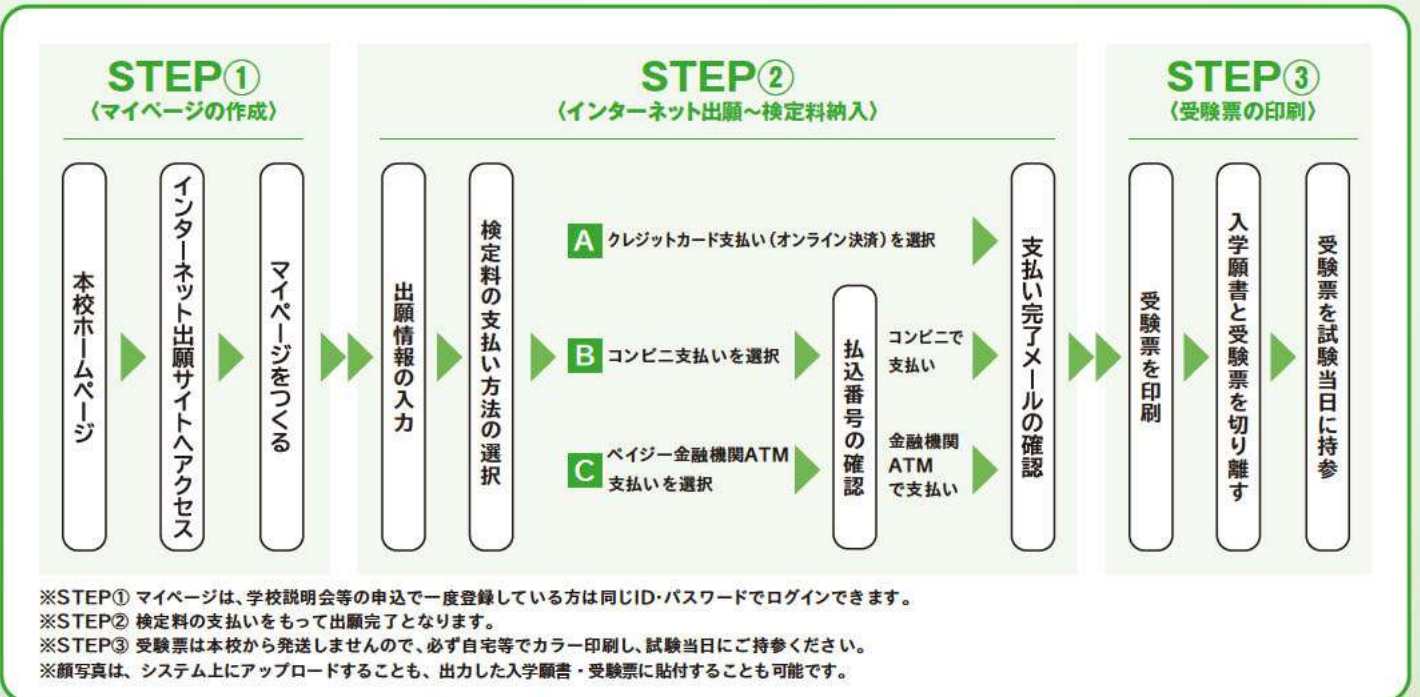 STEP①
〈マイページの作成〉
本校ホームページ
インターネット出願サイトへアクセス
マイページをつくる
STEP②
〈インターネット出願～検定料納入〉
出願情報の入力
検定料の支払い方法の選択
A クレジットカード支払い（オンライン決済）を選択
B コンビニ支払いを選択
C ペイジー金融機関ATM
支払いを選択
払込番号の確認
コンビニで
支払い
金融機関
ATM
で支払い
支払い完了メールの確認
STEP③
〈受験票の印刷〉
受験票を印刷
入学願書と受験票を切り離す
受験票を試験当日に持参
※STEP① マイページは、学校説明会等の申込で一度登録している方は同じID・パスワードでログインできます。
※STEP② 検定料の支払いをもって出願完了となります。
※STEP③ 受験票は本校から発送しませんので、必ず自宅等でカラー印刷し、試験当日にご持参ください。
※顔写真は、システム上にアップロードすることも、出力した入学願書・受験票に貼付することも可能です。